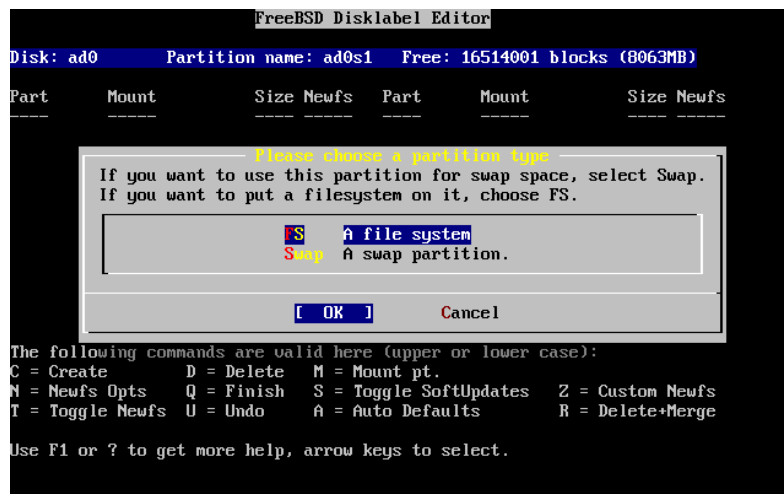 FreeBSD Disklabel Editor
Disk: ad0 Partition name: ad0s1 Free: 16514001 blocks (8063MB)
Part Mount Size Newfs Part Mount Size Newfs
---- ----- ---- ----- ---- ----- ---- -----
Please choose a partition type
If you want to use this partition for swap space, select Swap.
If you want to put a filesystem on it, choose FS.
FS A file system
Swap A swap partition.
[ OK ] Cancel
The following commands are valid here (upper or lower case):
C = Create D = Delete M = Mount pt.
N = Newfs Opts Q = Finish S = Toggle SoftUpdates Z = Custom Newfs
T = Toggle Newfs U = Undo A = Auto Defaults R = Delete+Merge
Use F1 or ? to get more help, arrow keys to select.